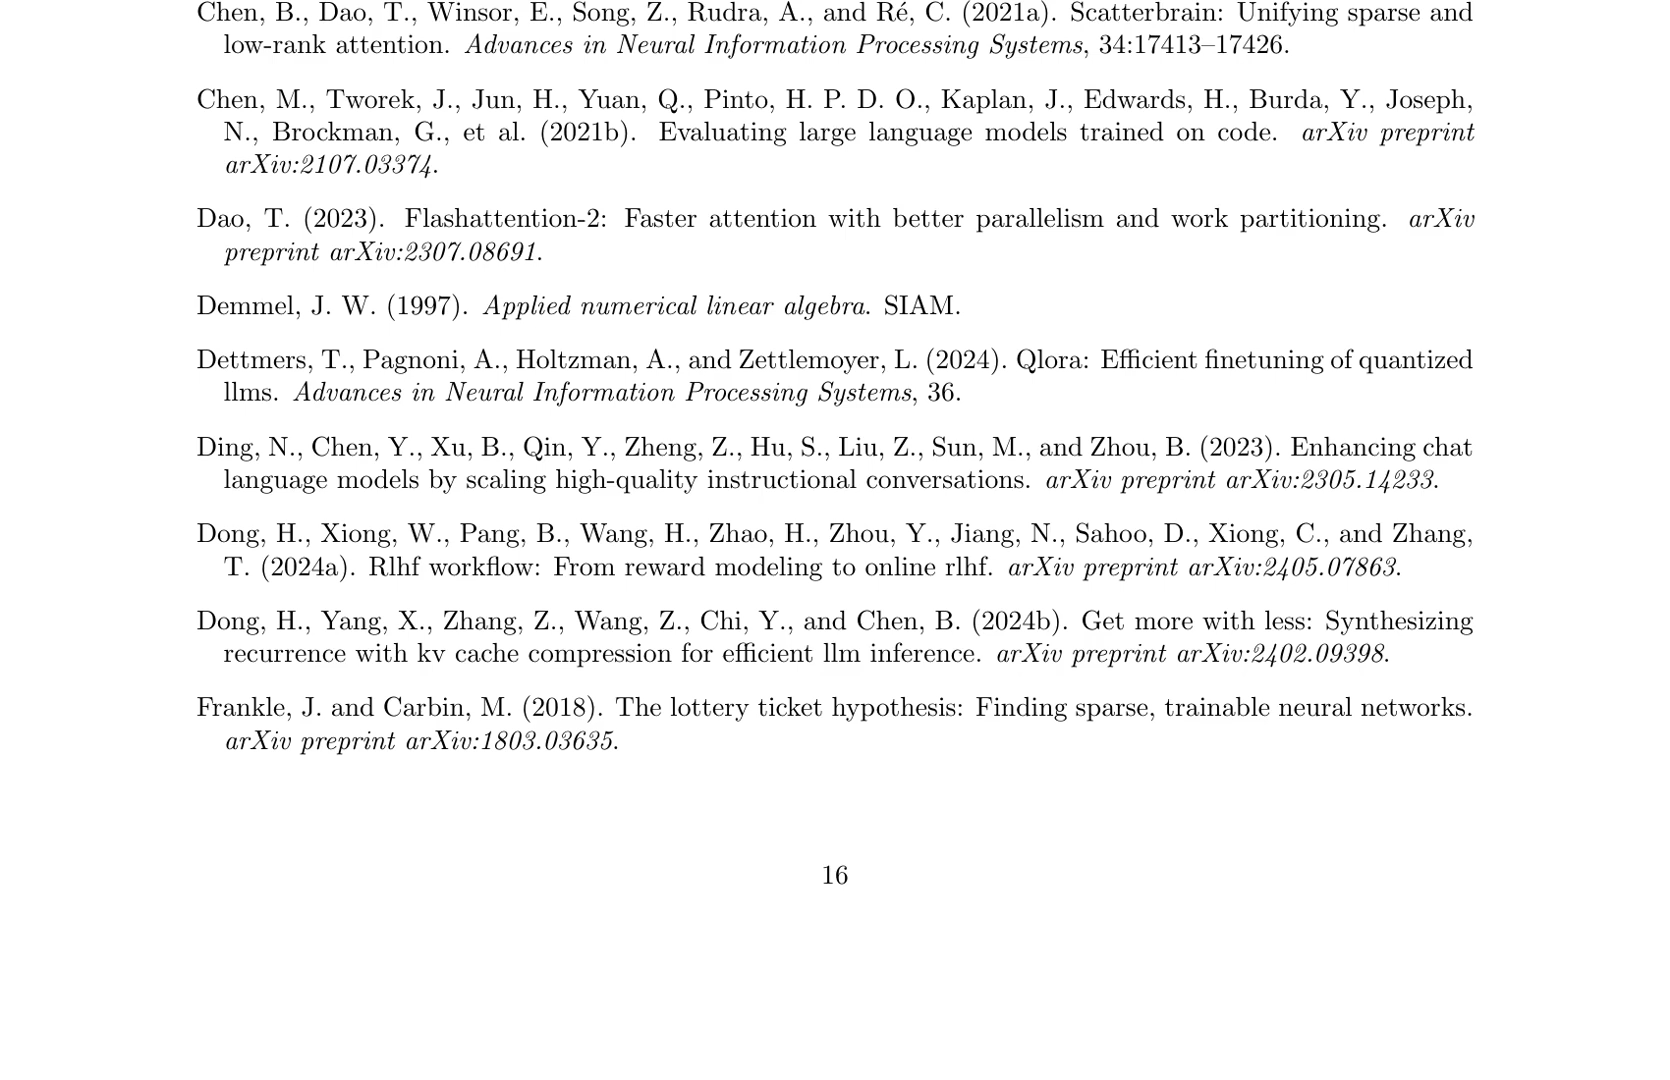 Chen, B., Dao, T., Winsor, E., Song, Z., Rudra, A., and Ré, C. (2021a). Scatterbrain: Unifying sparse and
low-rank attention. Advances in Neural Information Processing Systems, 34:17413–17426.
Chen, M., Tworek, J., Jun, H., Yuan, Q., Pinto, H. P. D. O., Kaplan, J., Edwards, H., Burda, Y., Joseph,
N., Brockman, G., et al. (2021b). Evaluating large language models trained on code. arXiv preprint
arXiv:2107.03374.
Dao, T. (2023). Flashattention-2: Faster attention with better parallelism and work partitioning. arXiv
preprint arXiv:2307.08691.
Demmel, J. W. (1997). Applied numerical linear algebra. SIAM.
Dettmers, T., Pagnoni, A., Holtzman, A., and Zettlemoyer, L. (2024). Qlora: Efficient finetuning of quantized
llms. Advances in Neural Information Processing Systems, 36.
Ding, N., Chen, Y., Xu, B., Qin, Y., Zheng, Z., Hu, S., Liu, Z., Sun, M., and Zhou, B. (2023). Enhancing chat
language models by scaling high-quality instructional conversations. arXiv preprint arXiv:2305.14233.
Dong, H., Xiong, W., Pang, B., Wang, H., Zhao, H., Zhou, Y., Jiang, N., Sahoo, D., Xiong, C., and Zhang,
T. (2024a). Rlhf workflow: From reward modeling to online rlhf. arXiv preprint arXiv:2405.07863.
Dong, H., Yang, X., Zhang, Z., Wang, Z., Chi, Y., and Chen, B. (2024b). Get more with less: Synthesizing
recurrence with kv cache compression for efficient llm inference. arXiv preprint arXiv:2402.09398.
Frankle, J. and Carbin, M. (2018). The lottery ticket hypothesis: Finding sparse, trainable neural networks.
arXiv preprint arXiv:1803.03635.
16